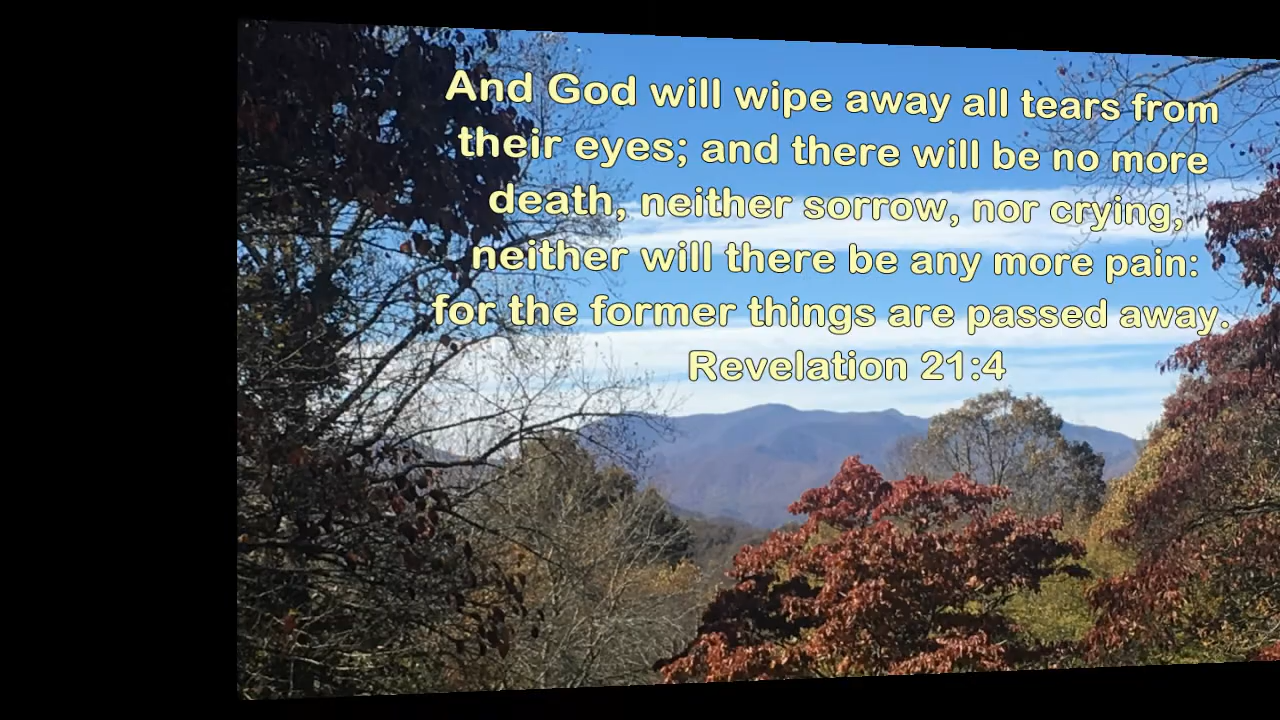 And God will wipe away all tears from
their eyes; and there will be no more
death, neither sorrow, nor crying,
neither will there be any more pain:
for the former things are passed away.
Revelation 21:4